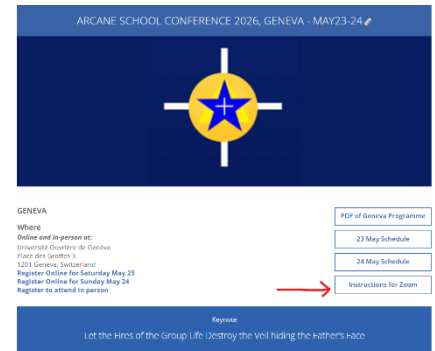 ARCANE SCHOOL CONFERENCE 2026, GENEVA - MAY23-24
GENEVA
Where
Online and in-person at:
Université Ouvrière de Genève
Place des Grottes 3
1201 Geneva, Switzerland
Register Online for Saturday May 23
Register Online for Sunday May 24
Register to attend in person
PDF of Geneva Programme
23 May Schedule
24 May Schedule
Instructions for Zoom
Keynote
Let the Fires of the Group Life Destroy the Veil hiding the Father's Face